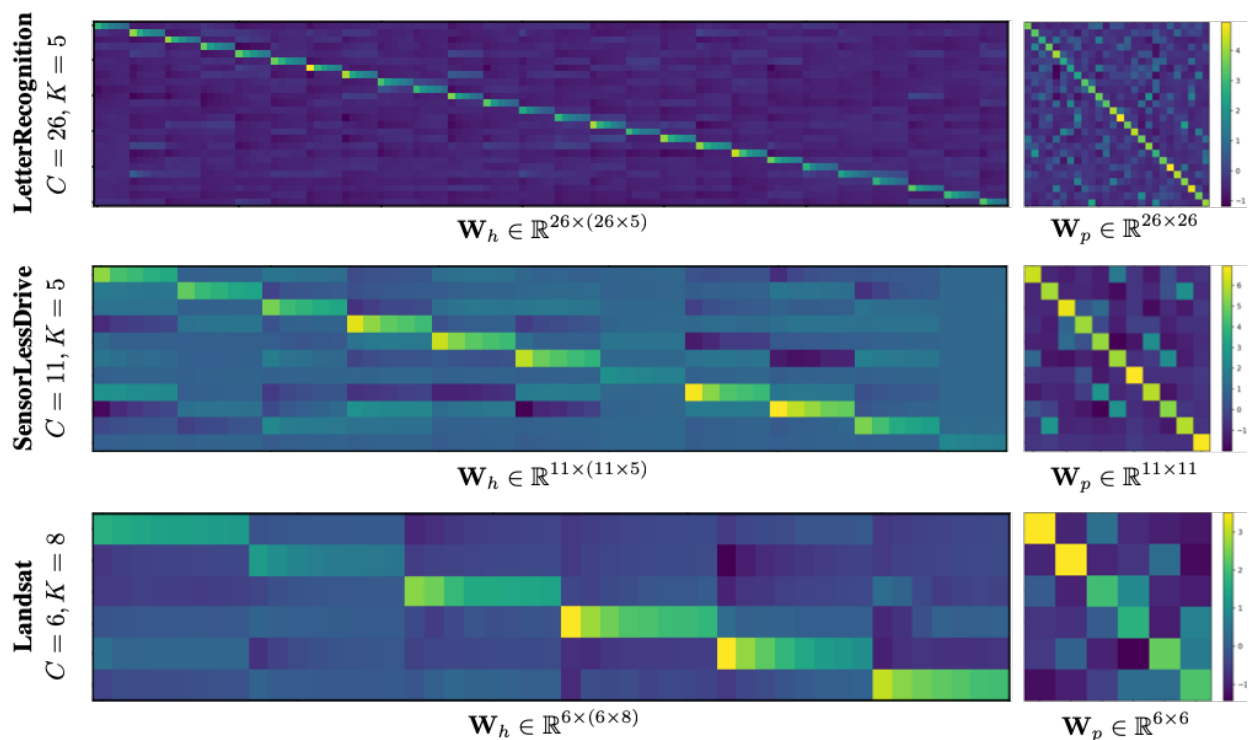 LetterRecognition
C = 26, K = 5
4
3
2
1
0
−1
W_h ∈ ℝ^{26×(26×5)}
W_p ∈ ℝ^{26×26}
SensorLessDrive
C = 11, K = 5
6
5
4
3
2
1
0
−1
W_h ∈ ℝ^{11×(11×5)}
W_p ∈ ℝ^{11×11}
Landsat
C = 6, K = 8
3
2
1
0
−1
W_h ∈ ℝ^{6×(6×8)}
W_p ∈ ℝ^{6×6}